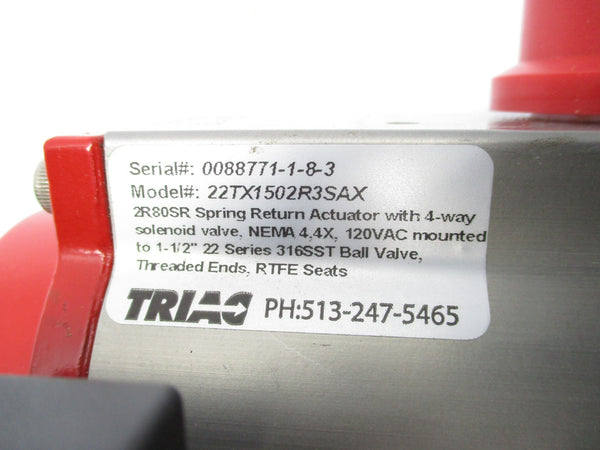 Serial#: 0088771-1-8-3
Model#: 22TX1502R3SAX
2R80SR Spring Return Actuator with 4-way
solenoid valve, NEMA 4,4X, 120VAC mounted
to 1-1/2" 22 Series 316SST Ball Valve,
Threaded Ends, RTFE Seats
TRIAC PH:513-247-5465